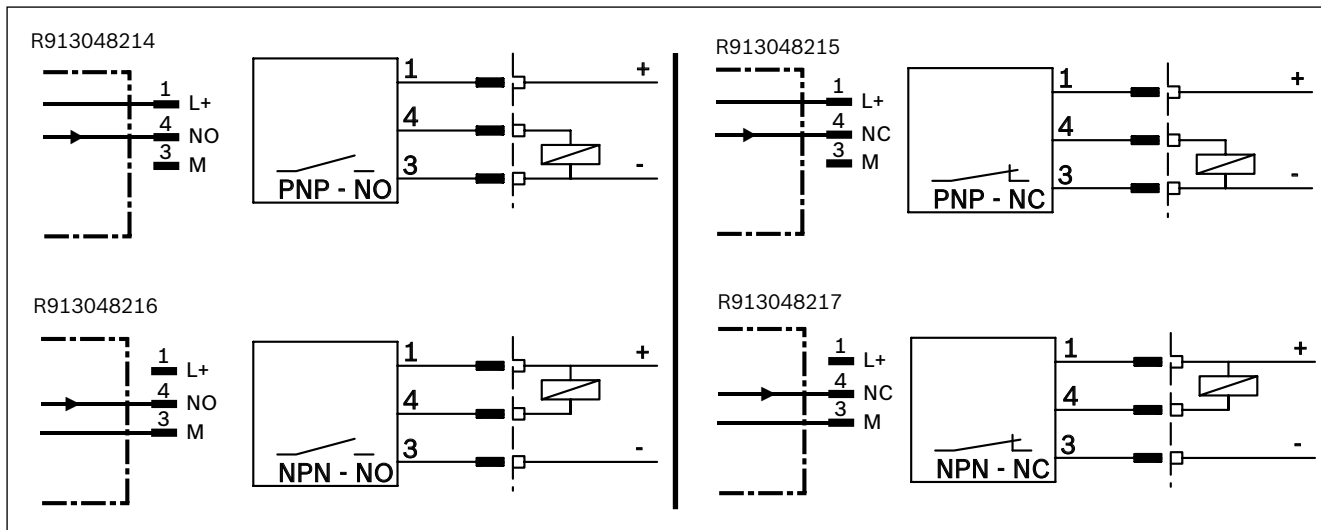 R913048214
1
L+
4
NO
3
M
1
+
4
3
-
PNP - NO
R913048215
1
L+
4
NC
3
M
1
+
4
3
-
PNP - NC
R913048216
1
L+
4
NO
3
M
1
+
4
3
-
NPN - NO
R913048217
1
L+
4
NC
3
M
1
+
4
3
-
NPN - NC